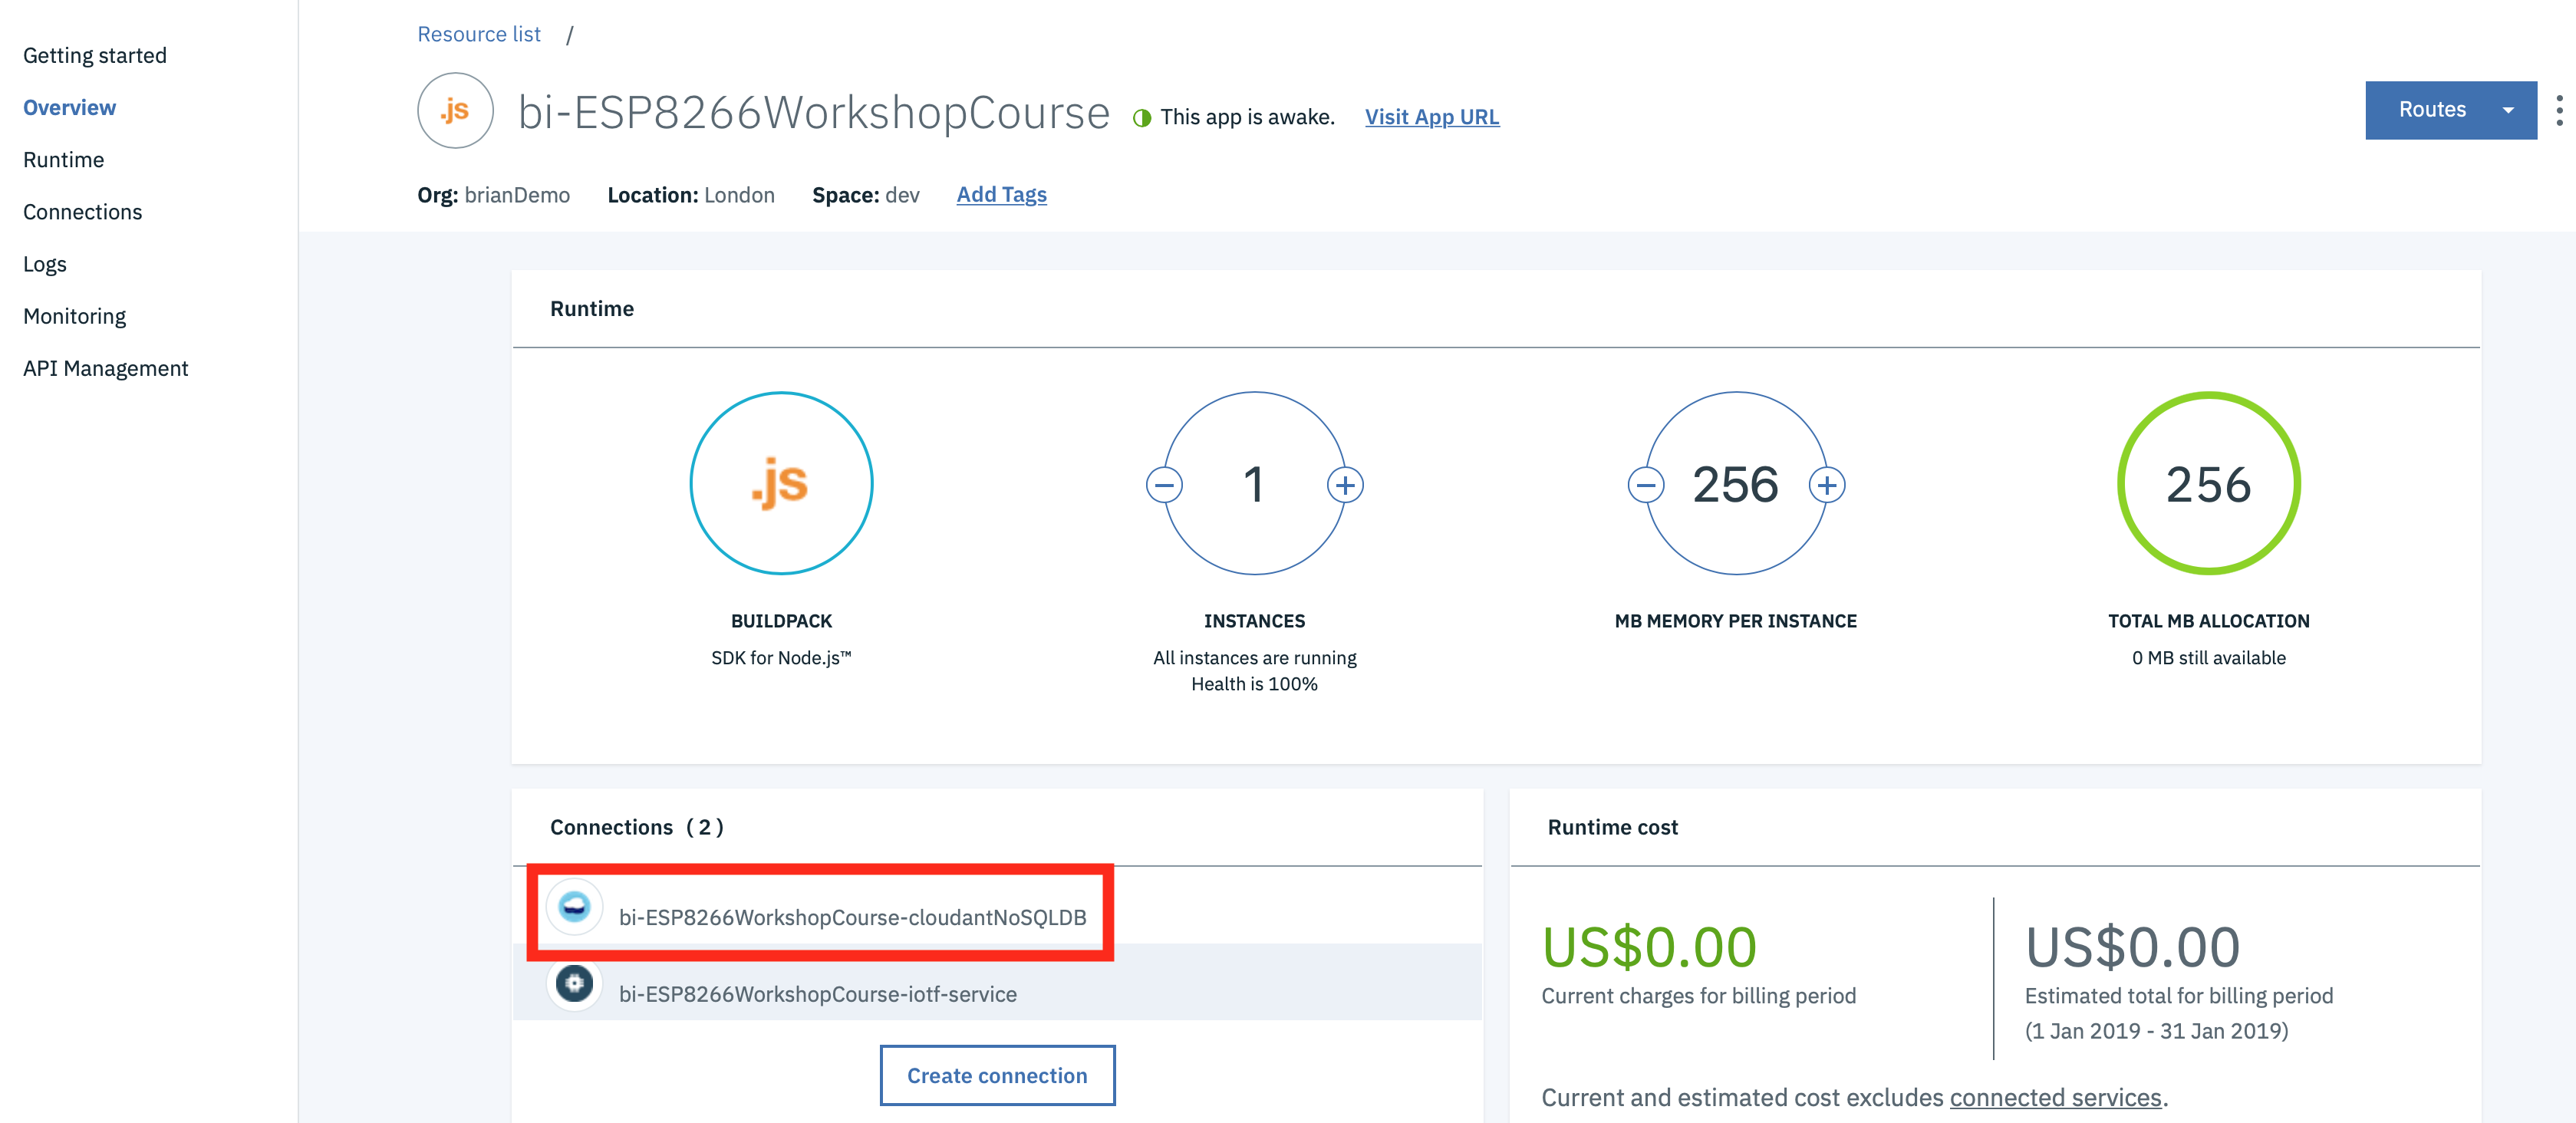 Getting started
Overview
Runtime
Connections
Logs
Monitoring
API Management
Resource list /
.js
bi-ESP8266WorkshopCourse This app is awake. Visit App URL
Routes
Org: brianDemo Location: London Space: dev Add Tags
Runtime
.js
BUILDPACK
SDK for Node.js™
1
INSTANCES
All instances are running
Health is 100%
256
MB MEMORY PER INSTANCE
256
TOTAL MB ALLOCATION
0 MB still available
Connections (2)
bi-ESP8266WorkshopCourse-cloudantNoSQLDB
bi-ESP8266WorkshopCourse-iotf-service
Create connection
Runtime cost
US$0.00
Current charges for billing period
US$0.00
Estimated total for billing period
(1 Jan 2019 - 31 Jan 2019)
Current and estimated cost excludes connected services.